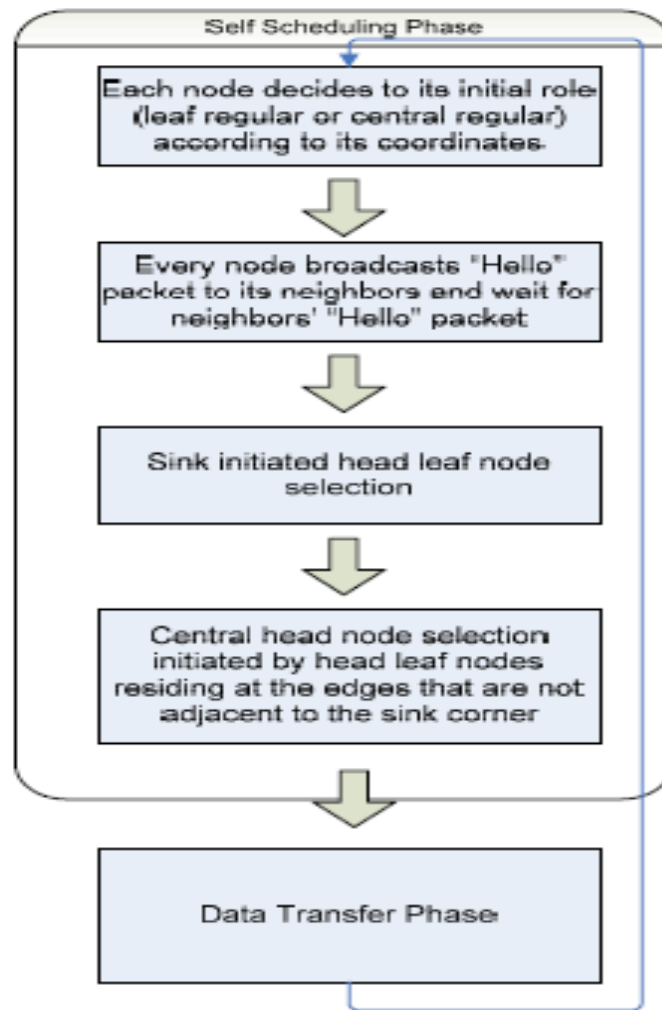 Self Scheduling Phase
Each node decides to its initial role
(leaf regular or central regular)
according to its coordinates.
Every node broadcasts "Hello"
packet to its neighbors and wait for
neighbors' "Hello" packet
Sink initiated head leaf node
selection
Central head node selection
initiated by head leaf nodes
residing at the edges that are not
adjacent to the sink corner
Data Transfer Phase